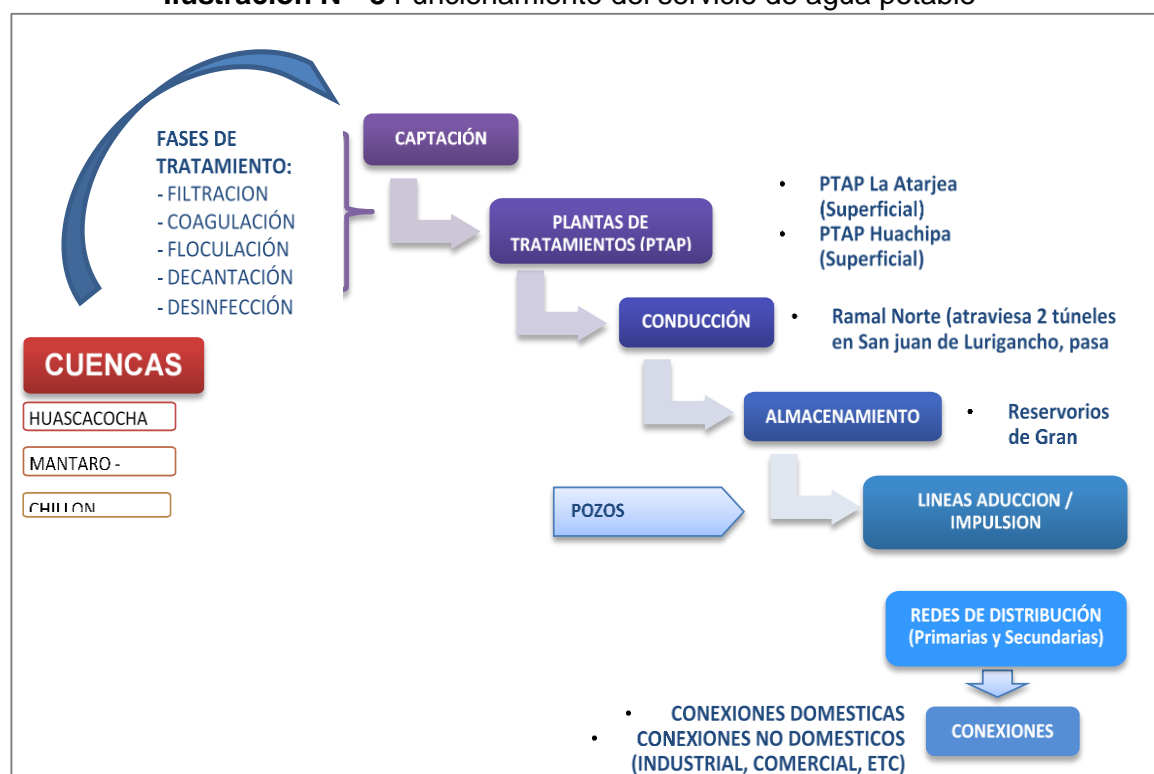 FASES DE
TRATAMIENTO:
- FILTRACION
- COAGULACIÓN
- FLOCULACIÓN
- DECANTACIÓN
- DESINFECCIÓN
CAPTACIÓN
PLANTAS DE
TRATAMIENTOS (PTAP)
• PTAP La Atarjea
(Superficial)
• PTAP Huachipa
(Superficial)
CONDUCCIÓN
• Ramal Norte (atraviesa 2 túneles
en San juan de Lurigancho, pasa
CUENCAS
HUASCACOCHA
MANTARO -
CHILLON
ALMACENAMIENTO
• Reservorios
de Gran
POZOS
LINEAS ADUCCION /
IMPULSION
REDES DE DISTRIBUCIÓN
(Primarias y Secundarias)
CONEXIONES
• CONEXIONES DOMESTICAS
• CONEXIONES NO DOMESTICOS
(INDUSTRIAL, COMERCIAL, ETC)